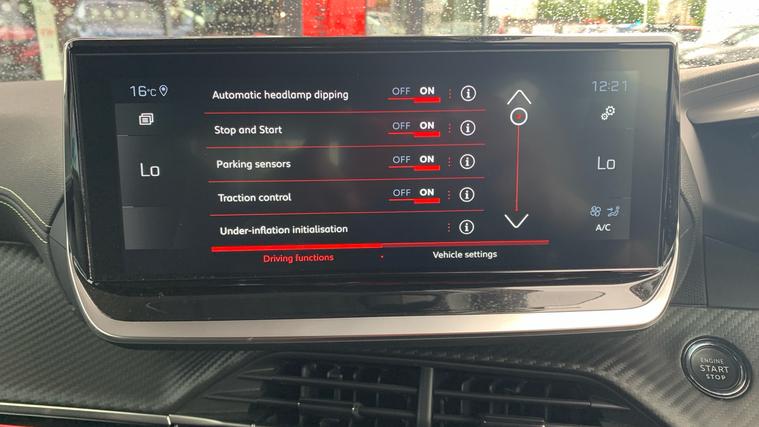 16°C
12:21
Automatic headlamp dipping OFF ON
Stop and Start OFF ON
Lo
Parking sensors OFF ON
Lo
Traction control OFF ON
Under-inflation initialisation
A/C
Driving functions
Vehicle settings
ENGINE
START
STOP